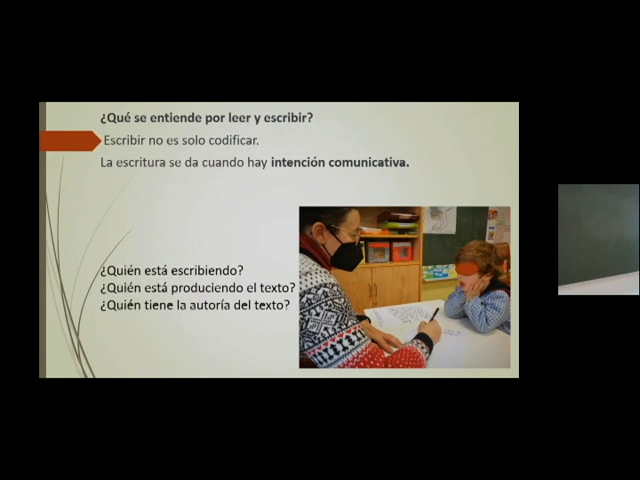 ¿Qué se entiende por leer y escribir?
Escribir no es solo codificar.
La escritura se da cuando hay intención comunicativa.
¿Quién está escribiendo?
¿Quién está produciendo el texto?
¿Quién tiene la autoría del texto?